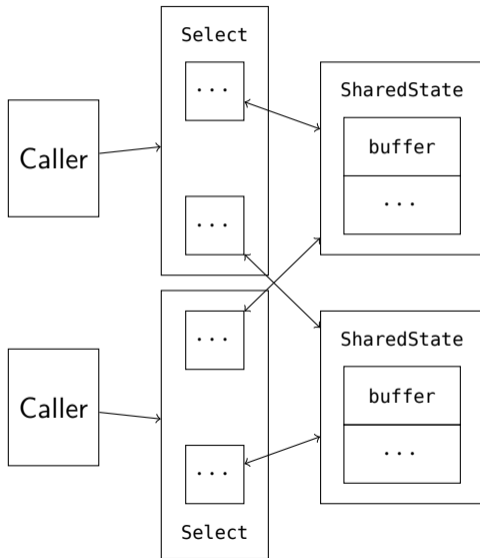 Select
...
SharedState
buffer
...
Caller
...
...
SharedState
buffer
...
Caller
...
Select